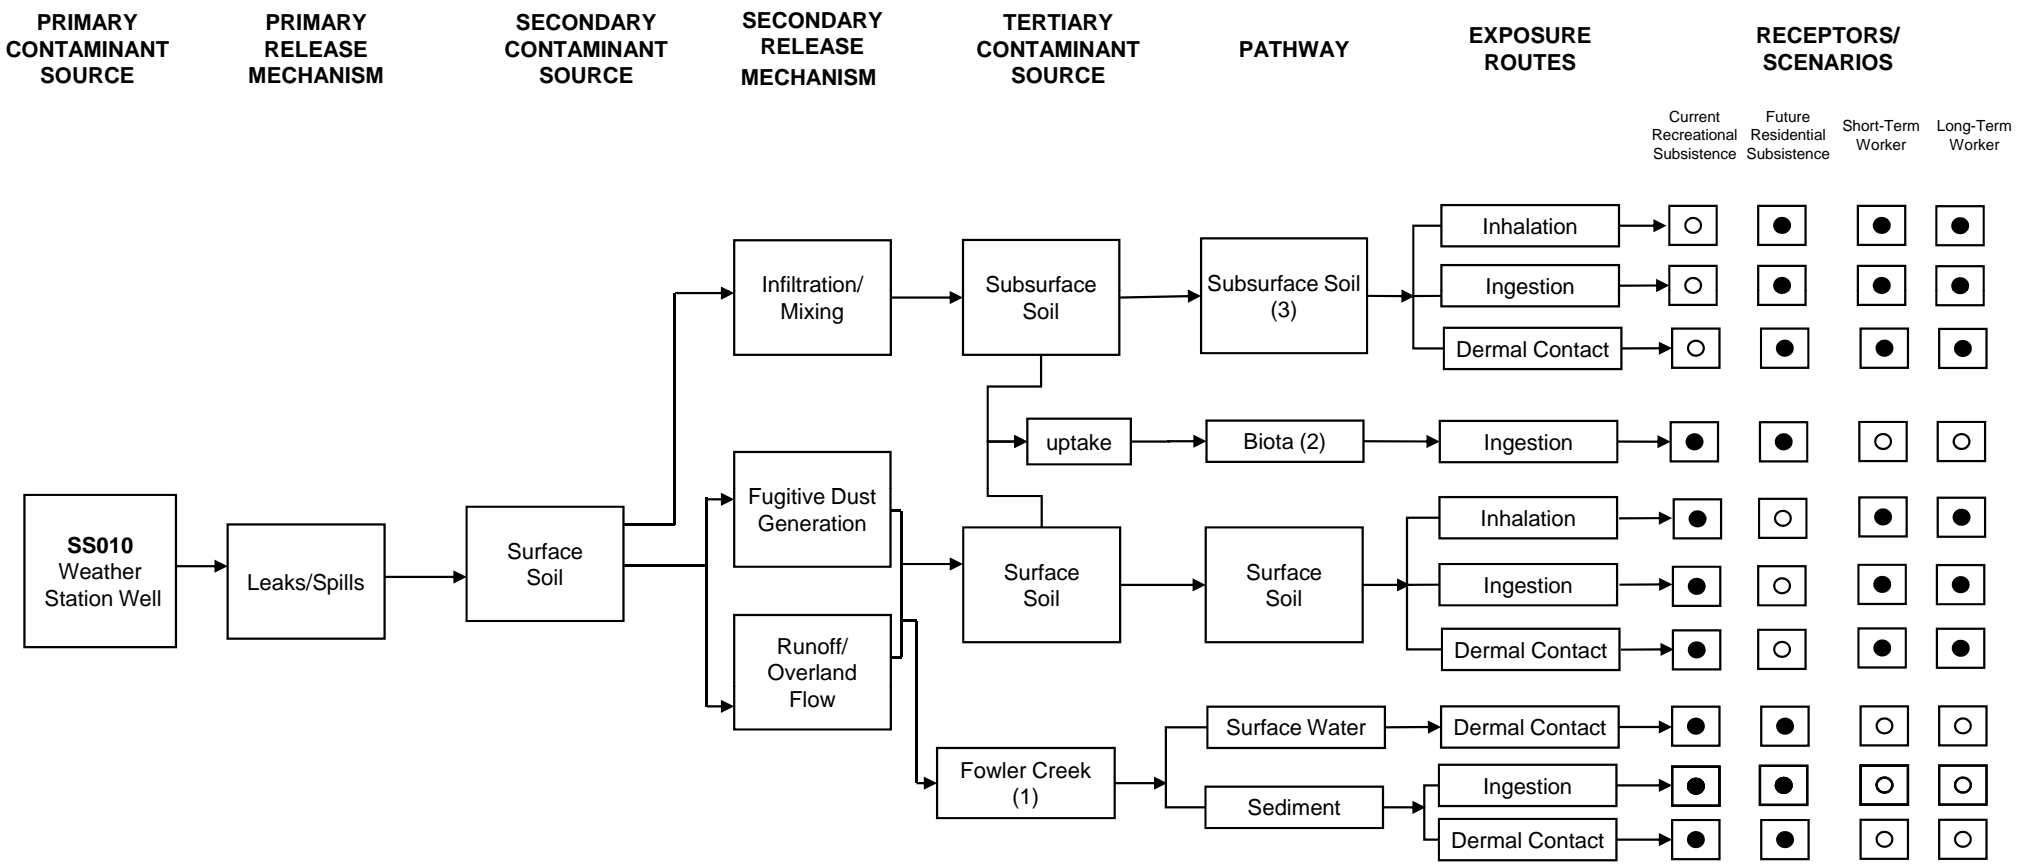 PRIMARY
CONTAMINANT
SOURCE
PRIMARY
RELEASE
MECHANISM
SECONDARY
CONTAMINANT
SOURCE
SECONDARY
RELEASE
MECHANISM
TERTIARY
CONTAMINANT
SOURCE
PATHWAY
EXPOSURE
ROUTES
RECEPTORS/
SCENARIOS
Current
Recreational
Subsistence
Future
Residential
Subsistence
Short-Term
Worker
Long-Term
Worker
SS010
Weather
Station Well
Leaks/Spills
Surface
Soil
Infiltration/
Mixing
Fugitive Dust
Generation
Runoff/
Overland
Flow
Subsurface
Soil
uptake
Surface
Soil
Fowler Creek
(1)
Subsurface Soil
(3)
Biota (2)
Surface
Soil
Surface Water
Sediment
Inhalation
Ingestion
Dermal Contact
Ingestion
Inhalation
Ingestion
Dermal Contact
Dermal Contact
Ingestion
Dermal Contact